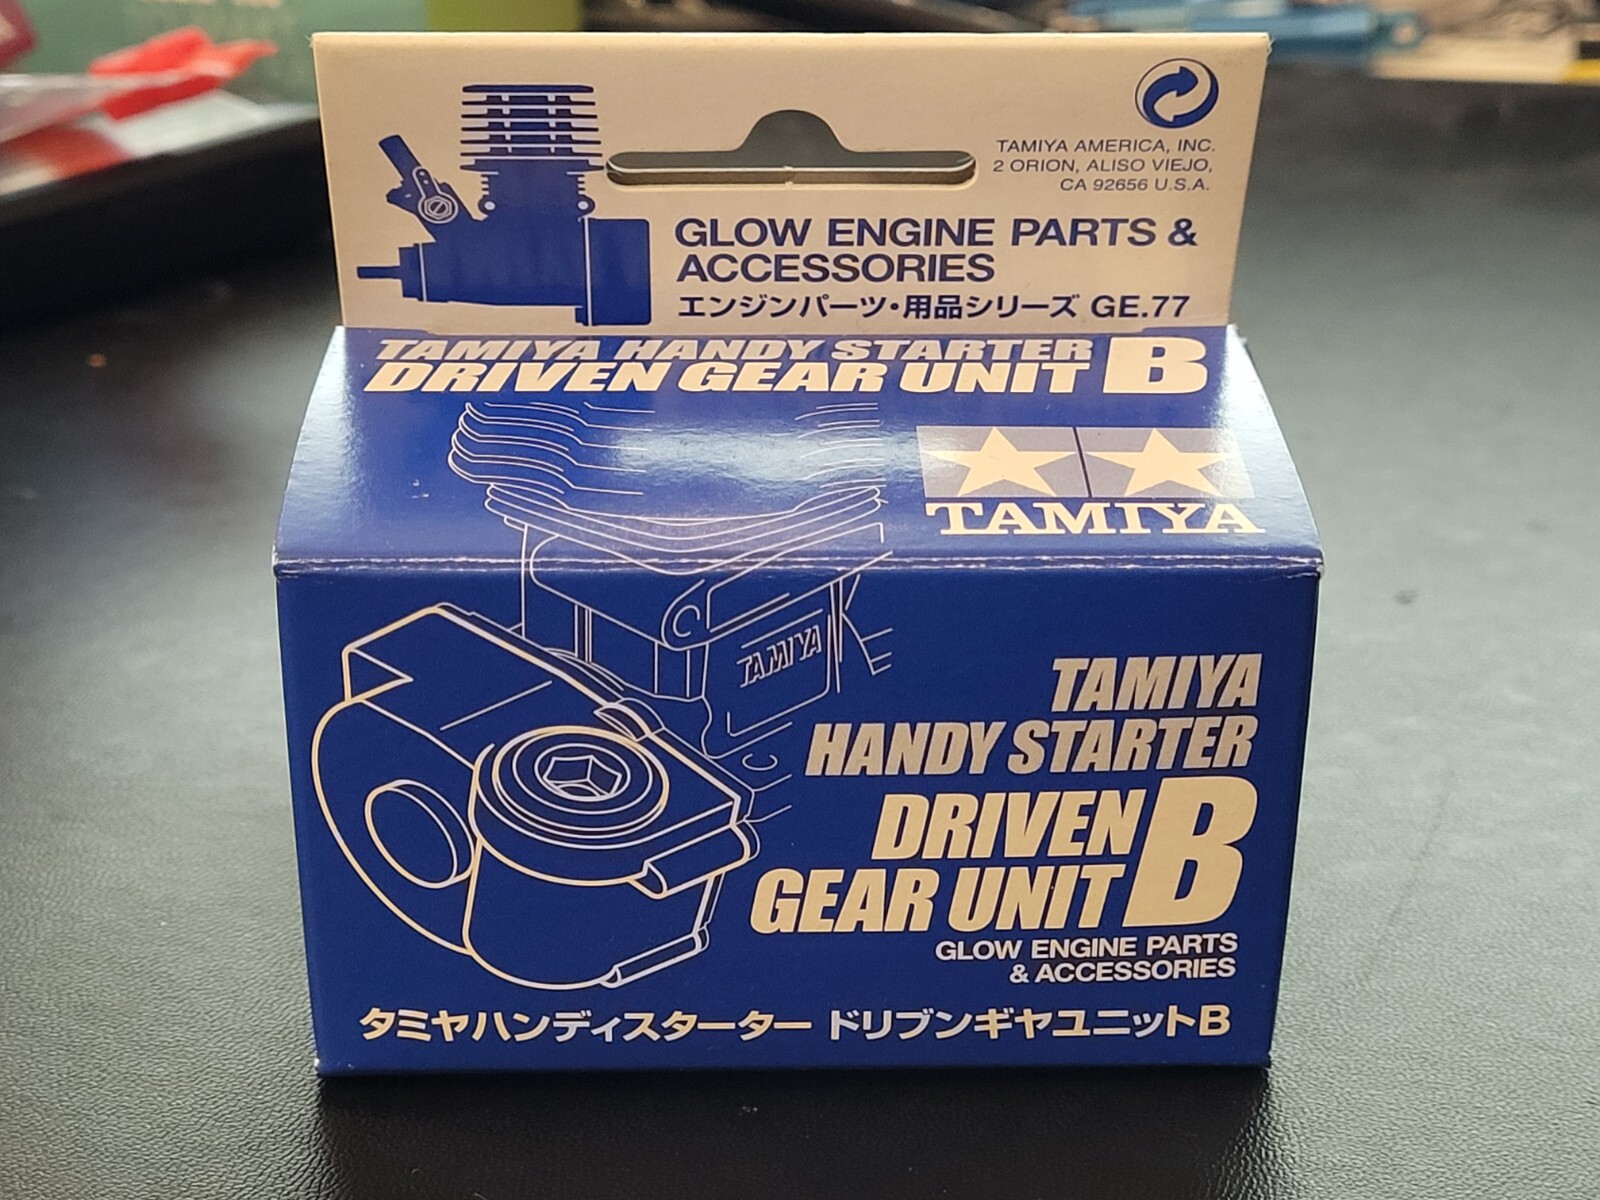 TAMIYA AMERICA, INC.
2 ORION, ALISO VIEJO,
CA 92656 U.S.A.
GLOW ENGINE PARTS &
ACCESSORIES
エンジンパーツ・用品シリーズ GE.77
TAMIYA HANDY STARTER
DRIVEN GEAR UNIT B
TAMIYA
TAMIYA
TAMIYA
HANDY STARTER
DRIVEN
GEAR UNIT B
GLOW ENGINE PARTS
& ACCESSORIES
タミヤハンディスターター ドリブンギヤユニットB